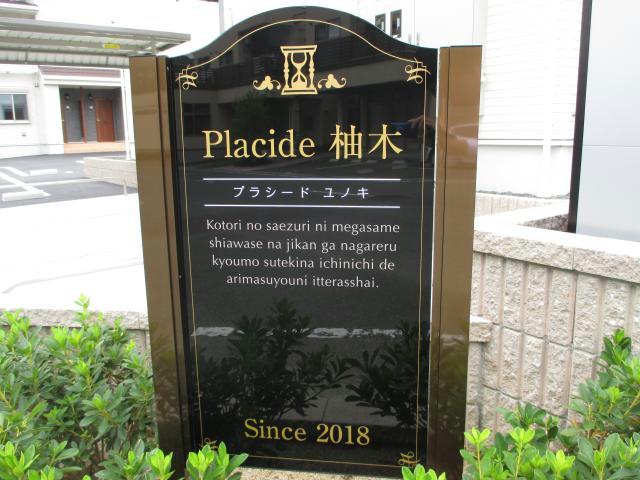 Placide 柚木
プラシード ユノキ
Kotori no saezuri ni megasame
shiawase na jikan ga nagareru
kyoumo sutekina ichinichi de
arimasuyouni itterasshai.
Since 2018